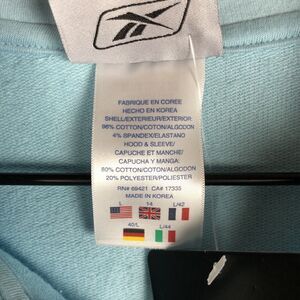 FABRIQUE EN COREE
HECHO EN KOREA
SHELL/EXTERIEUR/EXTERIOR:
96% COTTON/COTON/ALGODON
4% SPANDEX/ELASTANO
HOOD & SLEEVE/
CAPUCHE ET MANCHE/
CAPUCHA Y MANGA:
80% COTTON/COTON/ALGODON
20% POLYESTER/POLIESTER
RN# 69421 CA# 17335
MADE IN KOREA
L 14 L/42
40/L L/44